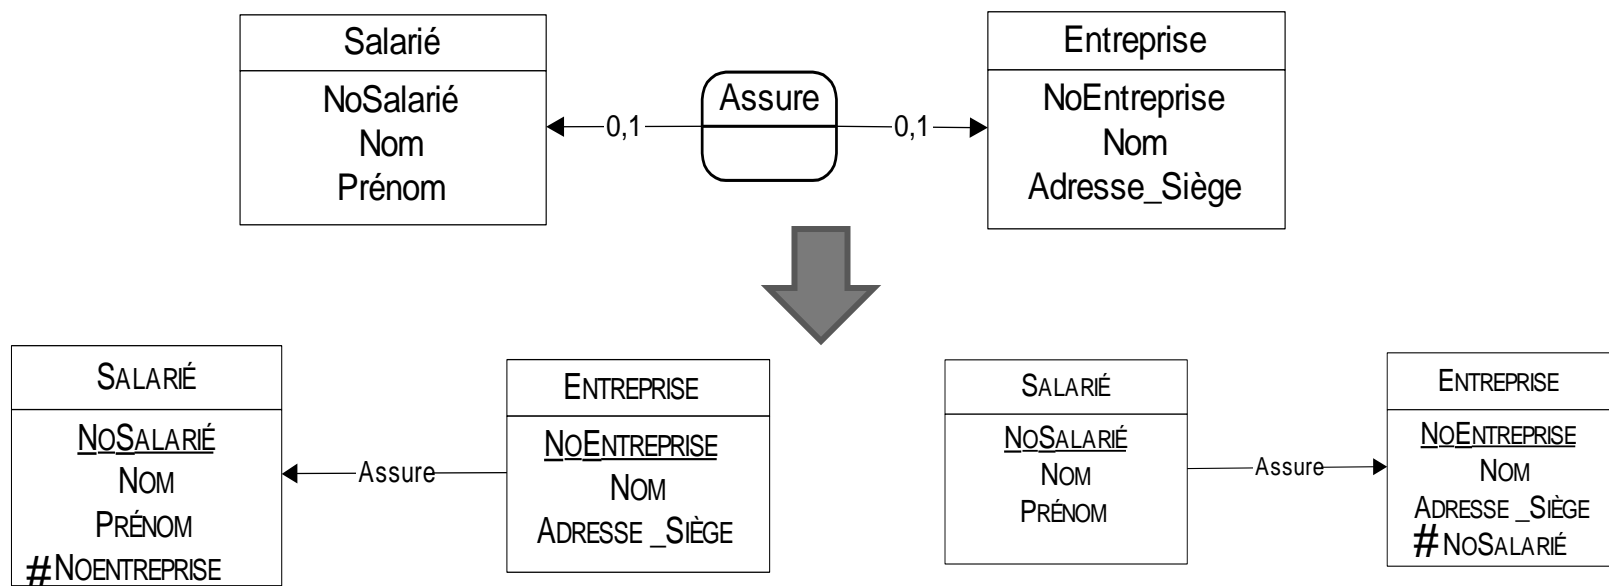 Salarié
NoSalarié
Nom
Prénom
0,1
Assure
0,1
Entreprise
NoEntreprise
Nom
Adresse_Siège
SALARIÉ
NOSALARIÉ
NOM
PRÉNOM
#NOENTREPRISE
Assure
ENTREPRISE
NOENTREPRISE
NOM
ADRESSE _SIÈGE
SALARIÉ
NOSALARIÉ
NOM
PRÉNOM
Assure
ENTREPRISE
NOENTREPRISE
NOM
ADRESSE _SIÈGE
#NOSALARIÉ